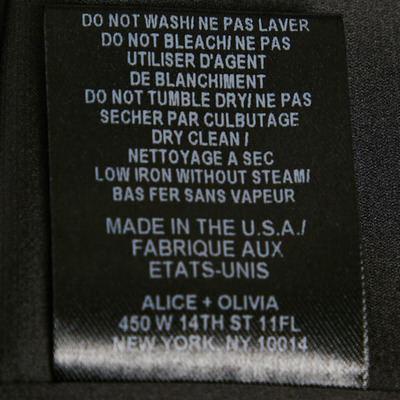 DO NOT WASH/ NE PAS LAVER
DO NOT BLEACH/ NE PAS
UTILISER D'AGENT
DE BLANCHIMENT
DO NOT TUMBLE DRY/ NE PAS
SECHER PAR CULBUTAGE
DRY CLEAN /
NETTOYAGE A SEC
LOW IRON WITHOUT STEAM/
BAS FER SANS VAPEUR
MADE IN THE U.S.A./
FABRIQUE AUX
ETATS-UNIS
ALICE + OLIVIA
450 W 14TH ST 11FL
NEW YORK, NY 10014